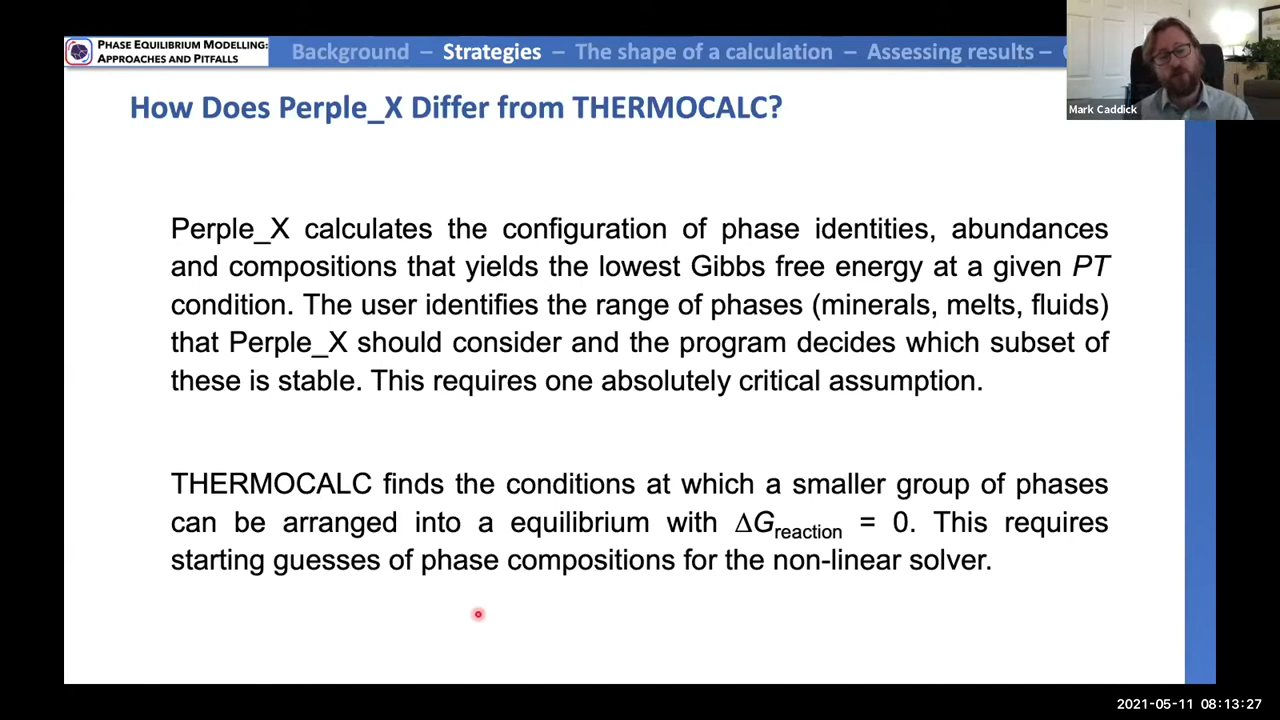 PHASE EQUILIBRIUM MODELLING:
APPROACHES AND PITFALLS
Background – Strategies – The shape of a calculation – Assessing results –
Mark Caddick
How Does Perple_X Differ from THERMOCALC?
Perple_X calculates the configuration of phase identities, abundances
and compositions that yields the lowest Gibbs free energy at a given PT
condition. The user identifies the range of phases (minerals, melts, fluids)
that Perple_X should consider and the program decides which subset of
these is stable. This requires one absolutely critical assumption.
THERMOCALC finds the conditions at which a smaller group of phases
can be arranged into a equilibrium with ΔGreaction = 0. This requires
starting guesses of phase compositions for the non-linear solver.
2021-05-11 08:13:27